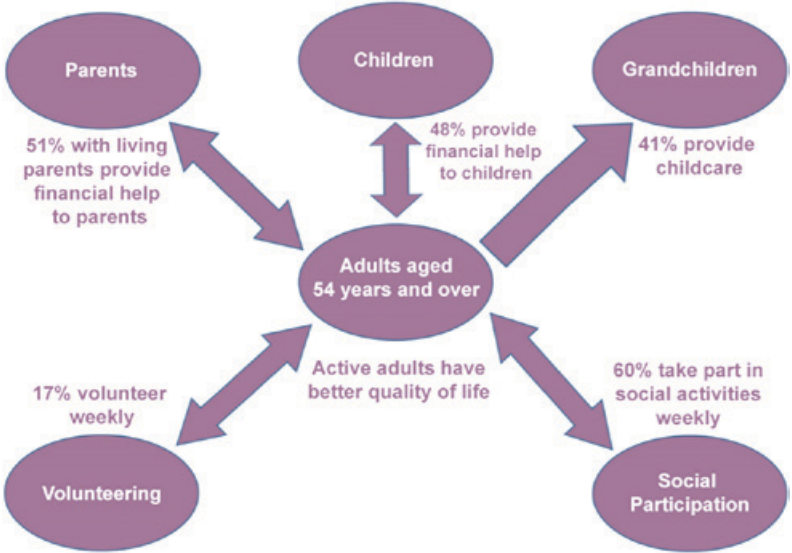 Parents
Children
Grandchildren
51% with living
parents provide
financial help
to parents
48% provide
financial help
to children
41% provide
childcare
Adults aged
54 years and over
Active adults have
better quality of life
17% volunteer
weekly
60% take part in
social activities
weekly
Volunteering
Social
Participation